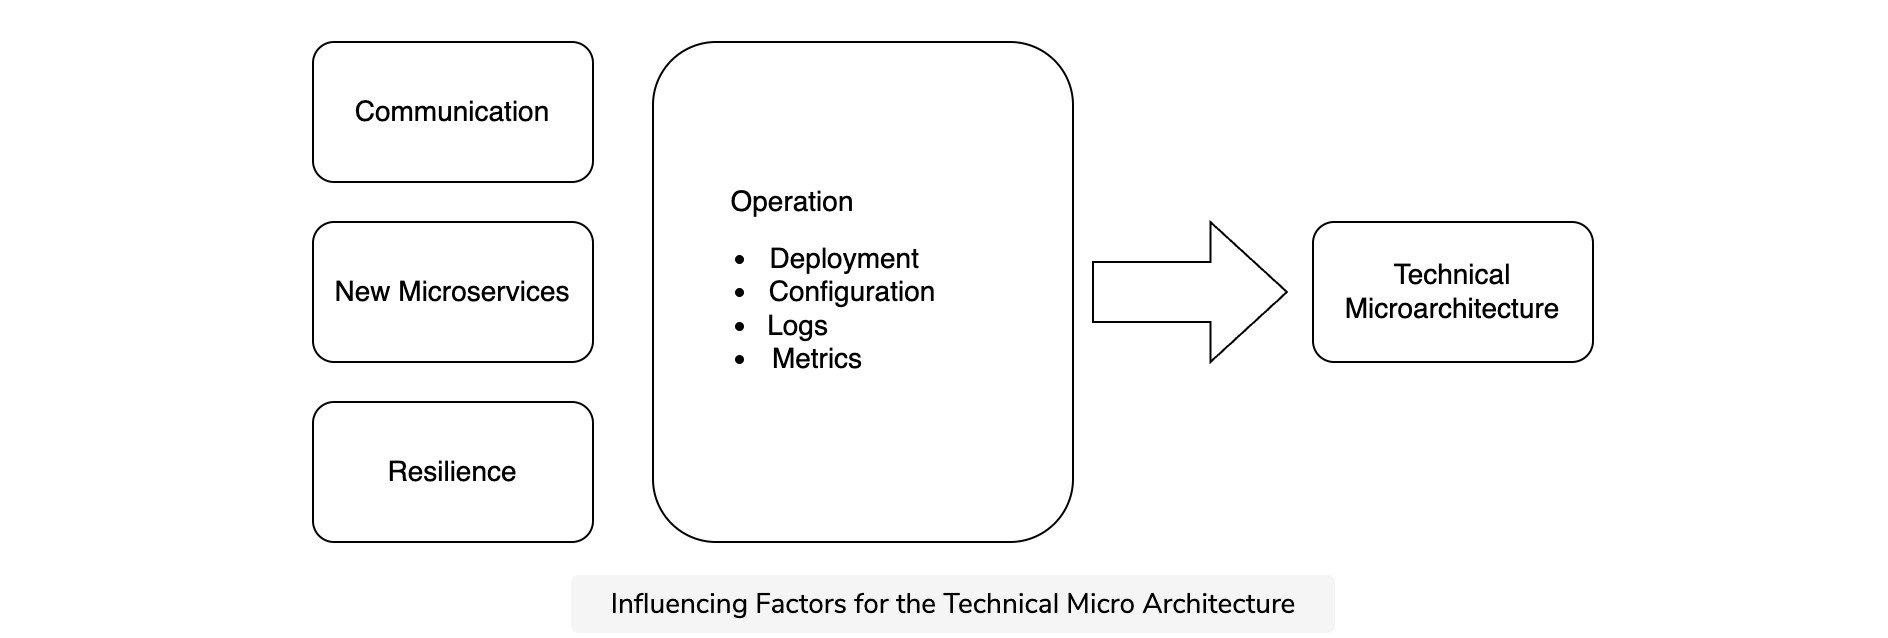 Communication
New Microservices
Resilience
Operation
• Deployment
• Configuration
• Logs
• Metrics
Technical
Microarchitecture
Influencing Factors for the Technical Micro Architecture